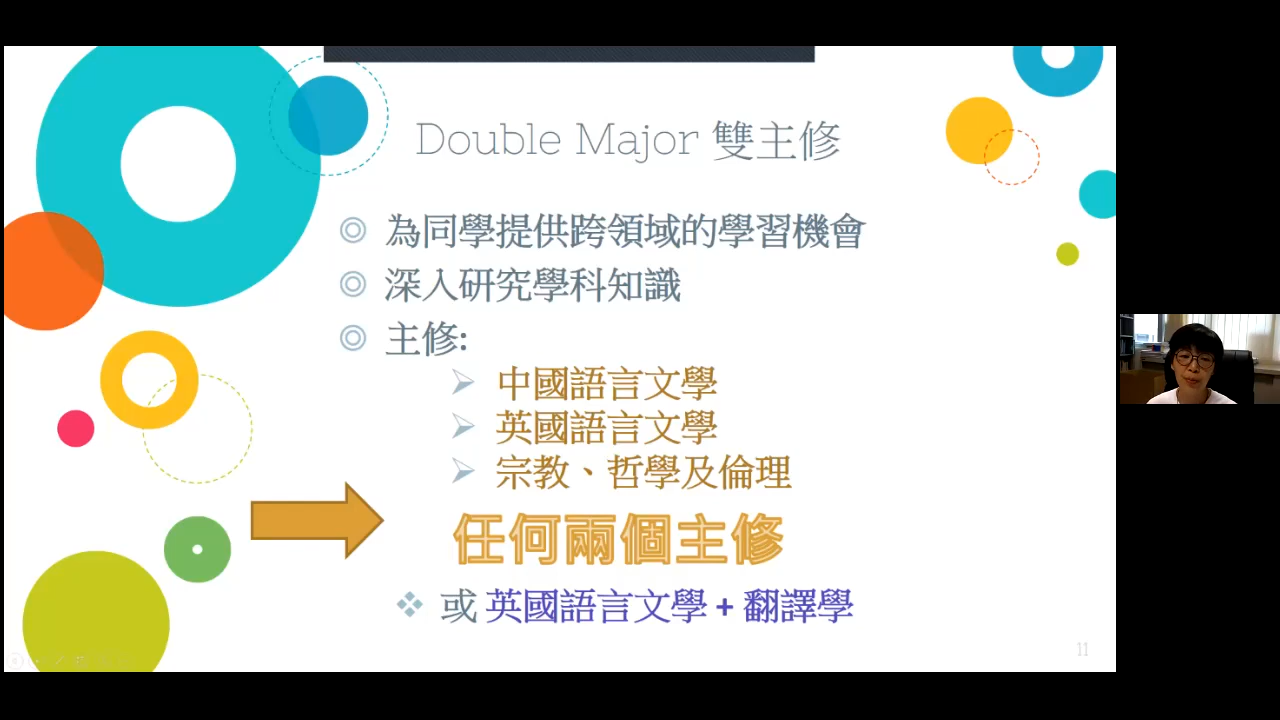 Double Major 雙主修
為同學提供跨領域的學習機會
深入研究學科知識
主修:
中國語言文學
英國語言文學
宗教、哲學及倫理
任何兩個主修
或 英國語言文學 + 翻譯學
11